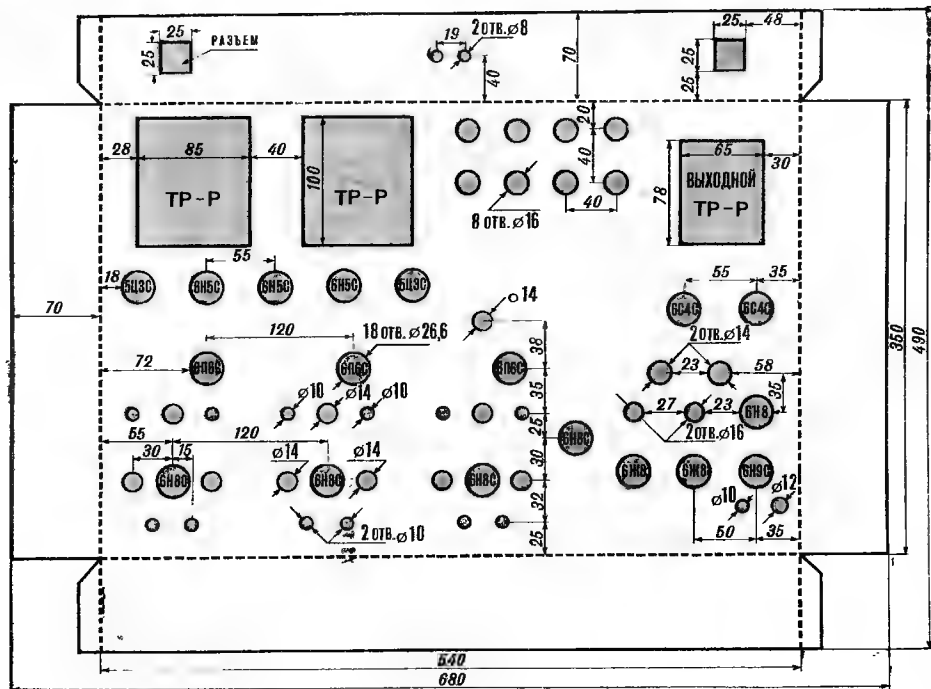 25
РАЗЪЕМ
25
19
2 ОТВ. ⌀8
40
70
25
48
25
25
28
85
40
100
ТР-Р
ТР-Р
20
40
8 ОТВ. ⌀16
40
65
30
78
ВЫХОДНОЙ
ТР-Р
18
55
5Ц3С
6Н5С
6Н5С
6Н5С
5Ц3С
70
14
55
35
6С4С
6С4С
350
490
120
18 ОТВ. ⌀26,6
72
6П6С
6П6С
6П6С
38
35
25
30
32
25
2 ОТВ. ⌀14
23
58
35
27
23
6Н8
2 ОТВ. ⌀16
⌀10
⌀14
⌀10
55
120
30
15
6Н8С
⌀14
6Н8С
⌀14
6Н8С
6Н8С
2 ОТВ. ⌀10
6Ж8
6Ж8
6Н9С
⌀10
⌀12
50
35
540
680